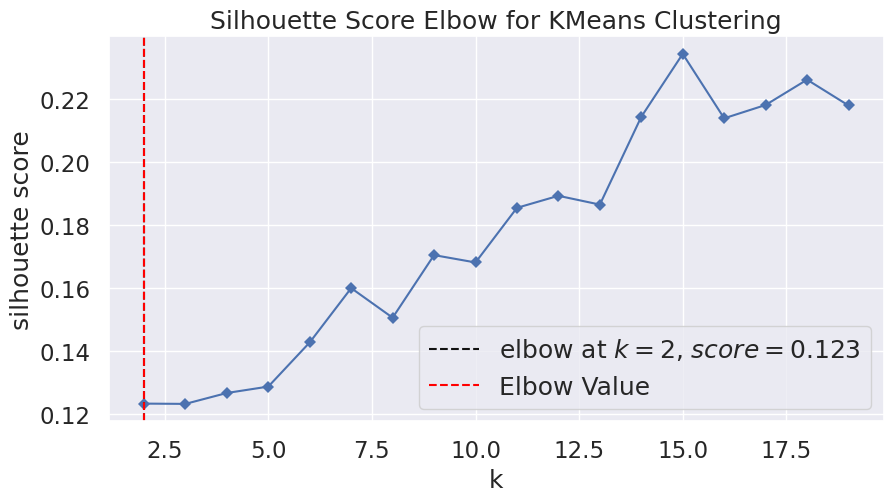 Silhouette Score Elbow for KMeans Clustering
silhouette score
0.22
0.20
0.18
0.16
0.14
0.12
elbow at k = 2, score = 0.123
Elbow Value
2.5 5.0 7.5 10.0 12.5 15.0 17.5
k